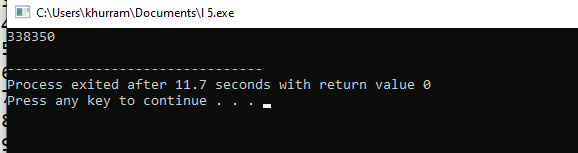 C:\Users\khurram\Documents\l 5.exe
338350
--------------------------------
Process exited after 11.7 seconds with return value 0
Press any key to continue . . .